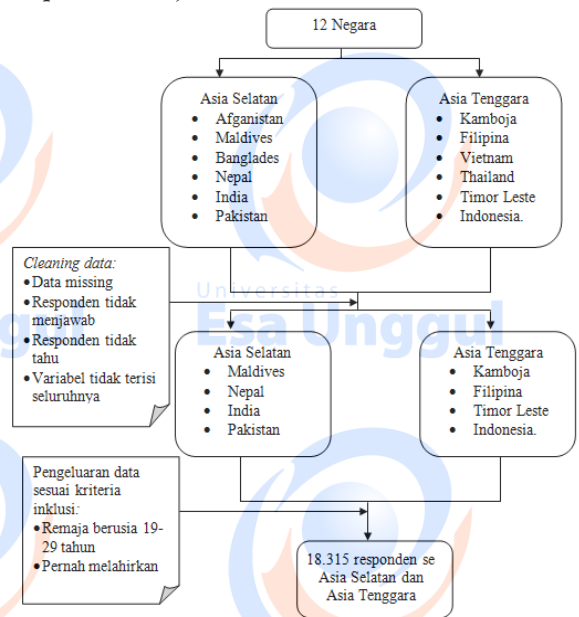 12 Negara
Asia Selatan
• Afganistan
• Maldives
• Banglades
• Nepal
• India
• Pakistan
Asia Tenggara
• Kamboja
• Filipina
• Vietnam
• Thailand
• Timor Leste
• Indonesia.
Cleaning data:
• Data missing
• Responden tidak
menjawab
• Responden tidak
tahu
• Variabel tidak terisi
seluruhnya
Universitas
Esa Unggul
ggul
Asia Selatan
• Maldives
• Nepal
• India
• Pakistan
Asia Tenggara
• Kamboja
• Filipina
• Timor Leste
• Indonesia.
Pengeluaran data
sesuai kriteria
inklusi:
• Remaja berusia 19-
29 tahun
• Pernah melahirkan
18.315 responden se
Asia Selatan dan
Asia Tenggara